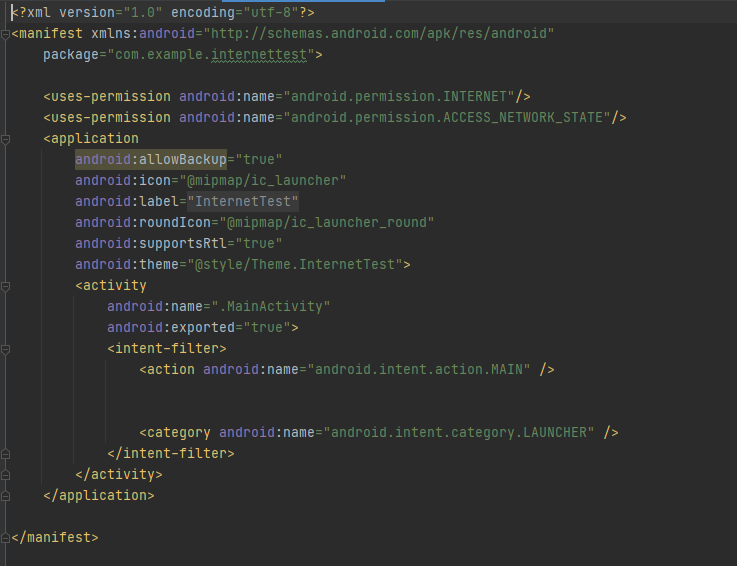 <?xml version="1.0" encoding="utf-8"?>
<manifest xmlns:android="http://schemas.android.com/apk/res/android"
    package="com.example.internettest">

    <uses-permission android:name="android.permission.INTERNET"/>
    <uses-permission android:name="android.permission.ACCESS_NETWORK_STATE"/>
    <application
        android:allowBackup="true"
        android:icon="@mipmap/ic_launcher"
        android:label="InternetTest"
        android:roundIcon="@mipmap/ic_launcher_round"
        android:supportsRtl="true"
        android:theme="@style/Theme.InternetTest">
        <activity
            android:name=".MainActivity"
            android:exported="true">
            <intent-filter>
                <action android:name="android.intent.action.MAIN" />

                <category android:name="android.intent.category.LAUNCHER" />
            </intent-filter>
        </activity>
    </application>

</manifest>